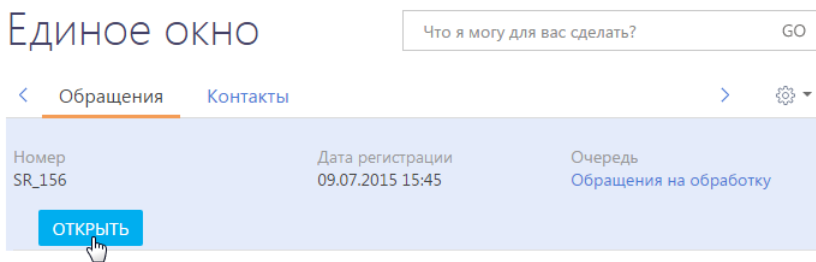 Единое окно
Что я могу для вас сделать? GO
Обращения Контакты
Номер Дата регистрации Очередь
SR_156 09.07.2015 15:45 Обращения на обработку
ОТКРЫТЬ